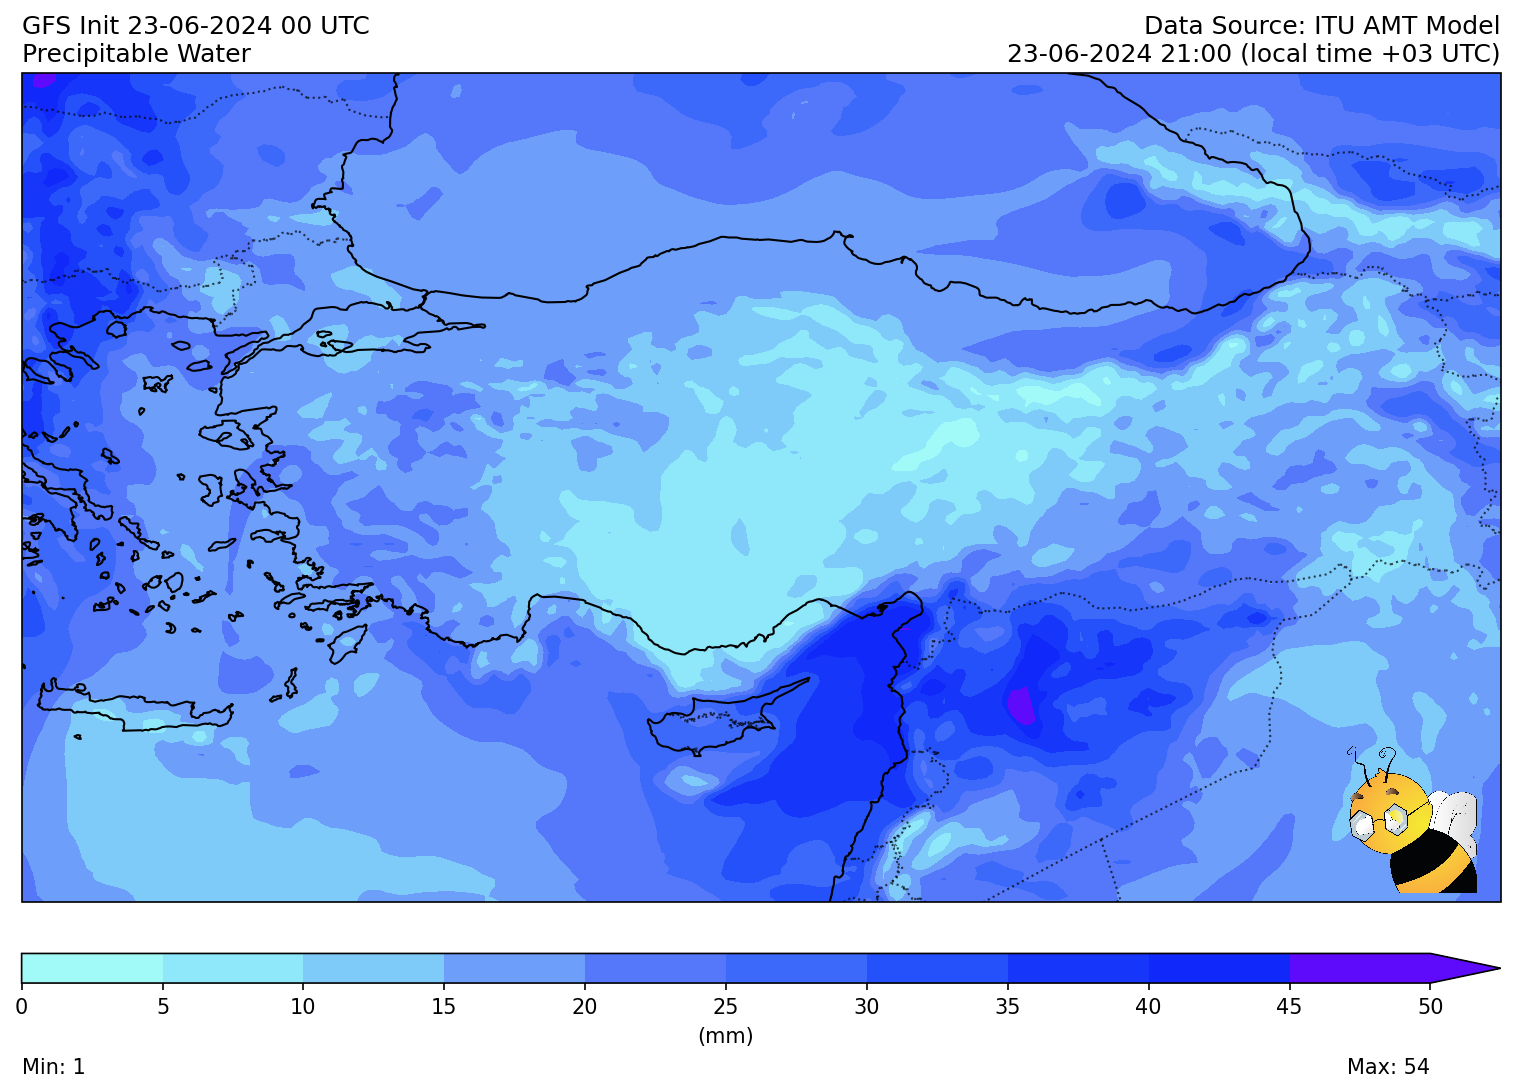 GFS Init 23-06-2024 00 UTC
Data Source: ITU AMT Model
Precipitable Water
23-06-2024 21:00 (local time +03 UTC)
0 5 10 15 20 25 30 35 40 45 50
(mm)
Min: 1
Max: 54